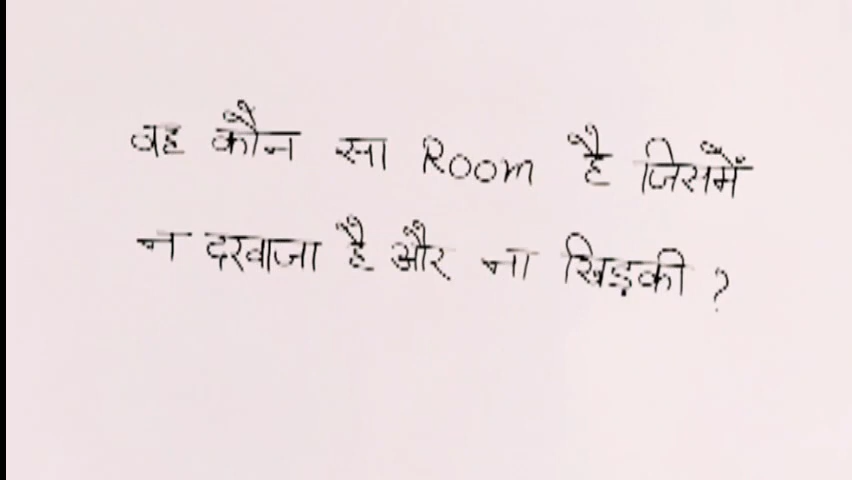 वह कौन सा Room है जिसमें
न दरवाजा है और ना खिड़की ?